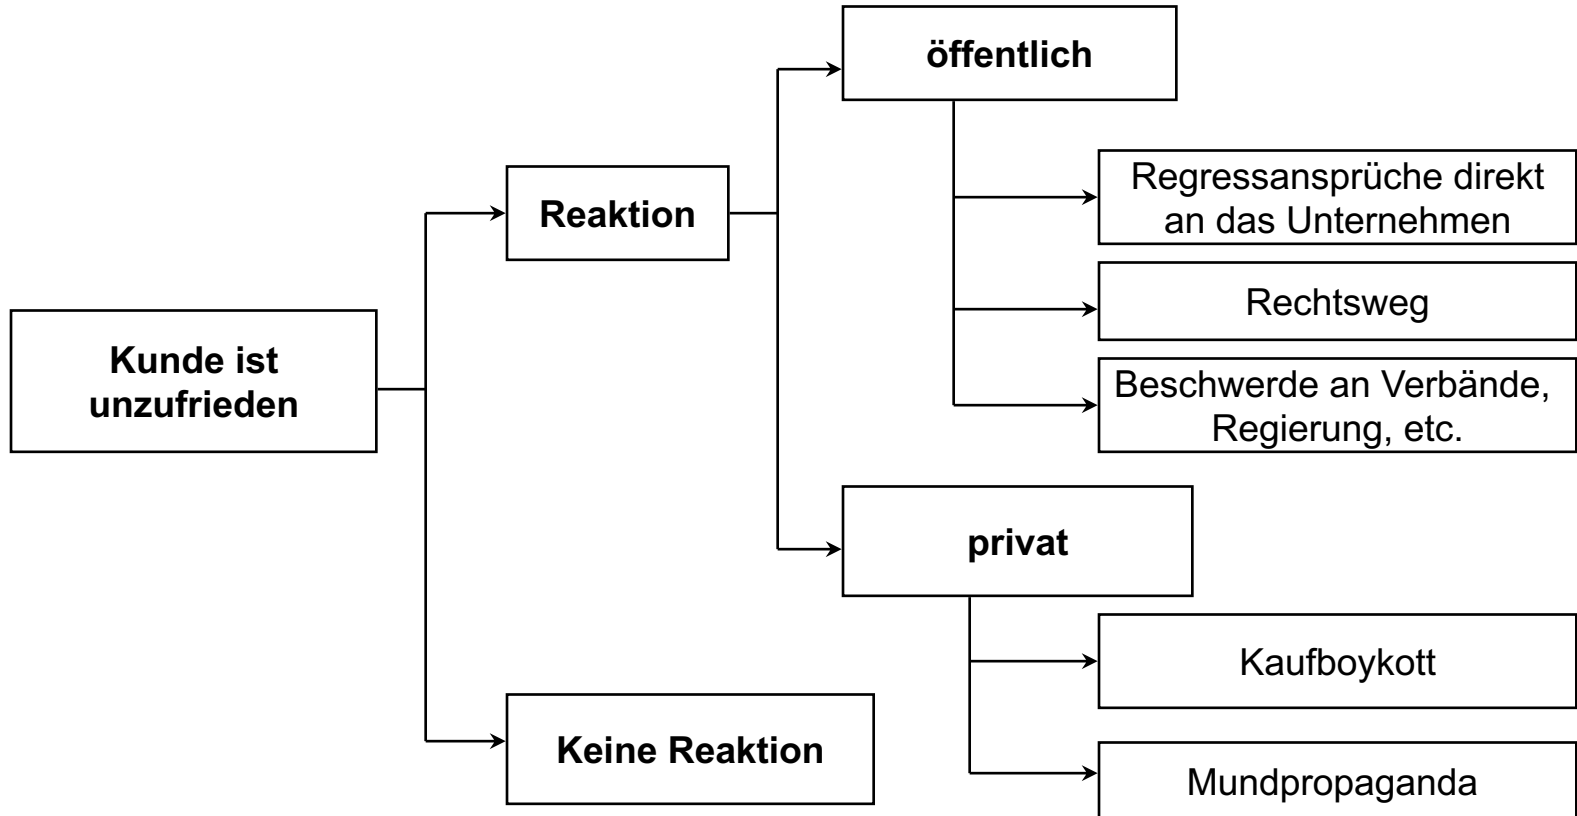 öffentlich
Regressansprüche direkt
an das Unternehmen
Reaktion
Rechtsweg
Kunde ist
unzufrieden
Beschwerde an Verbände,
Regierung, etc.
privat
Kaufboykott
Keine Reaktion
Mundpropaganda